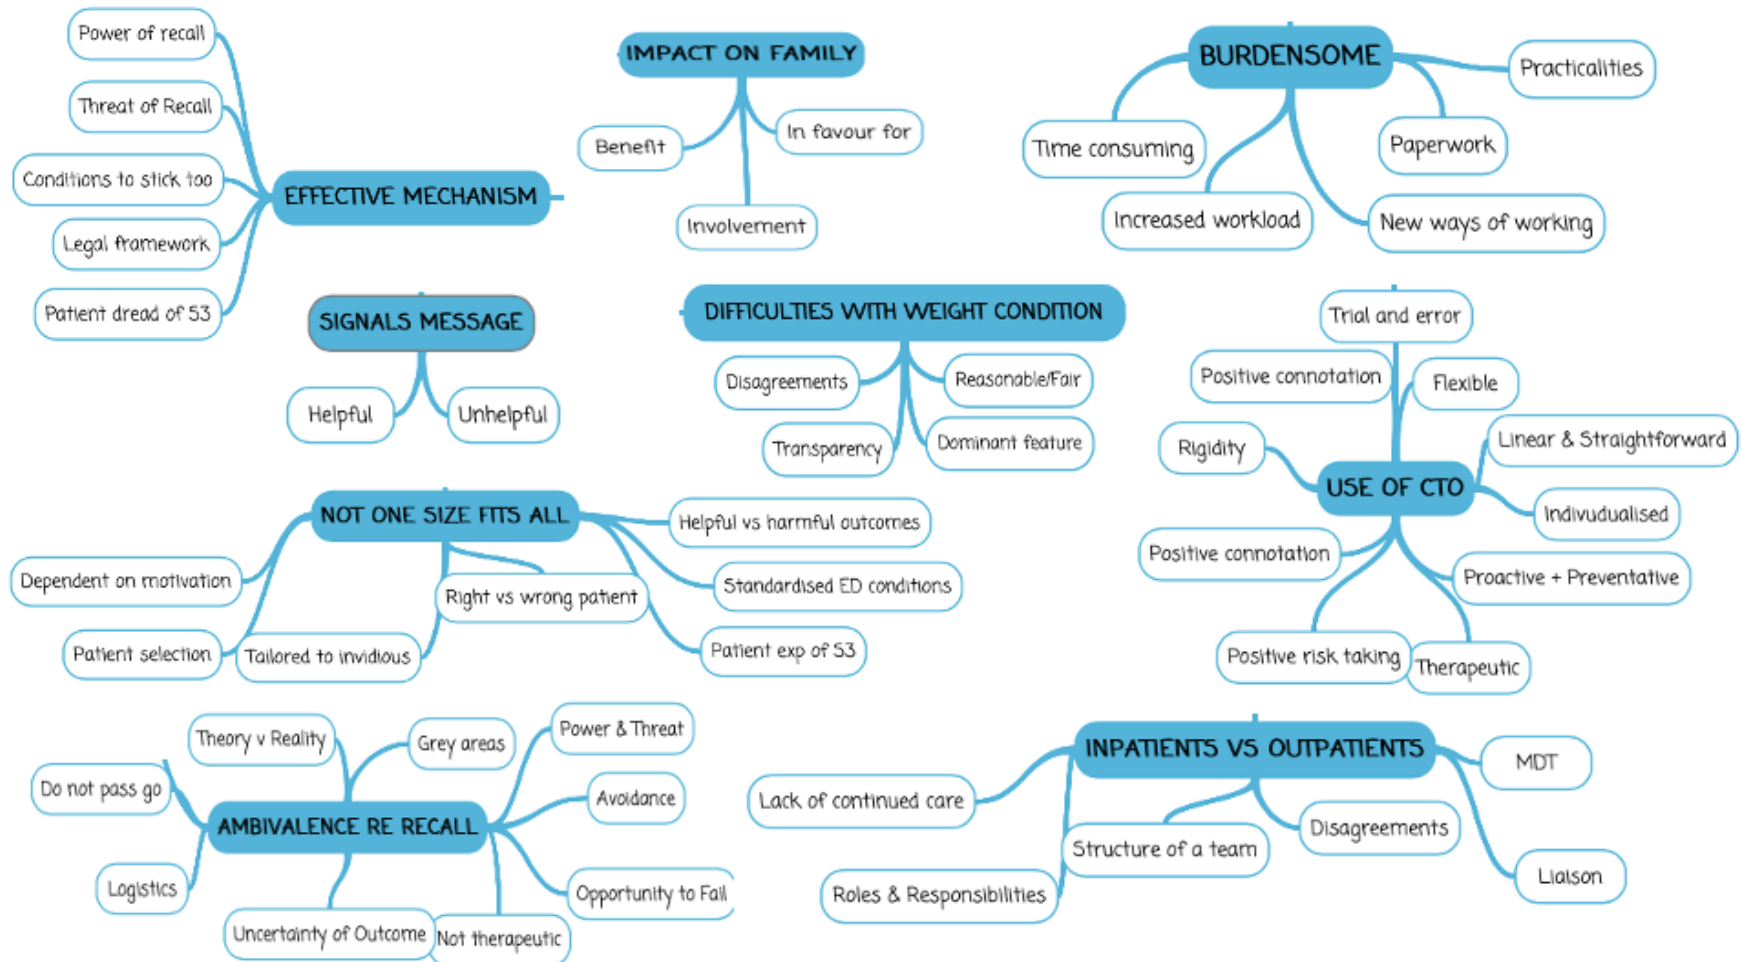 Power of recall
Threat of Recall
Conditions to stick too
Legal framework
Patient dread of S3
EFFECTIVE MECHANISM
IMPACT ON FAMILY
Benefit
In favour for
Involvement
BURDENSOME
Practicalities
Time consuming
Paperwork
Increased workload
New ways of working
SIGNALS MESSAGE
Helpful
Unhelpful
DIFFICULTIES WITH WEIGHT CONDITION
Disagreements
Reasonable/Fair
Transparency
Dominant feature
Trial and error
Positive connotation
Flexible
Rigidity
Linear & Straightforward
USE OF CTO
Indivudualised
Positive connotation
Proactive + Preventative
Positive risk taking
Therapeutic
NOT ONE SIZE FITS ALL
Helpful vs harmful outcomes
Dependent on motivation
Standardised ED conditions
Right vs wrong patient
Patient selection
Tailored to invidious
Patient exp of S3
Theory v Reality
Grey areas
Power & Threat
Do not pass go
Avoidance
AMBIVALENCE RE RECALL
Logistics
Opportunity to Fail
Uncertainty of Outcome
Not therapeutic
INPATIENTS VS OUTPATIENTS
MDT
Lack of continued care
Structure of a team
Disagreements
Roles & Responsibilities
Liaison